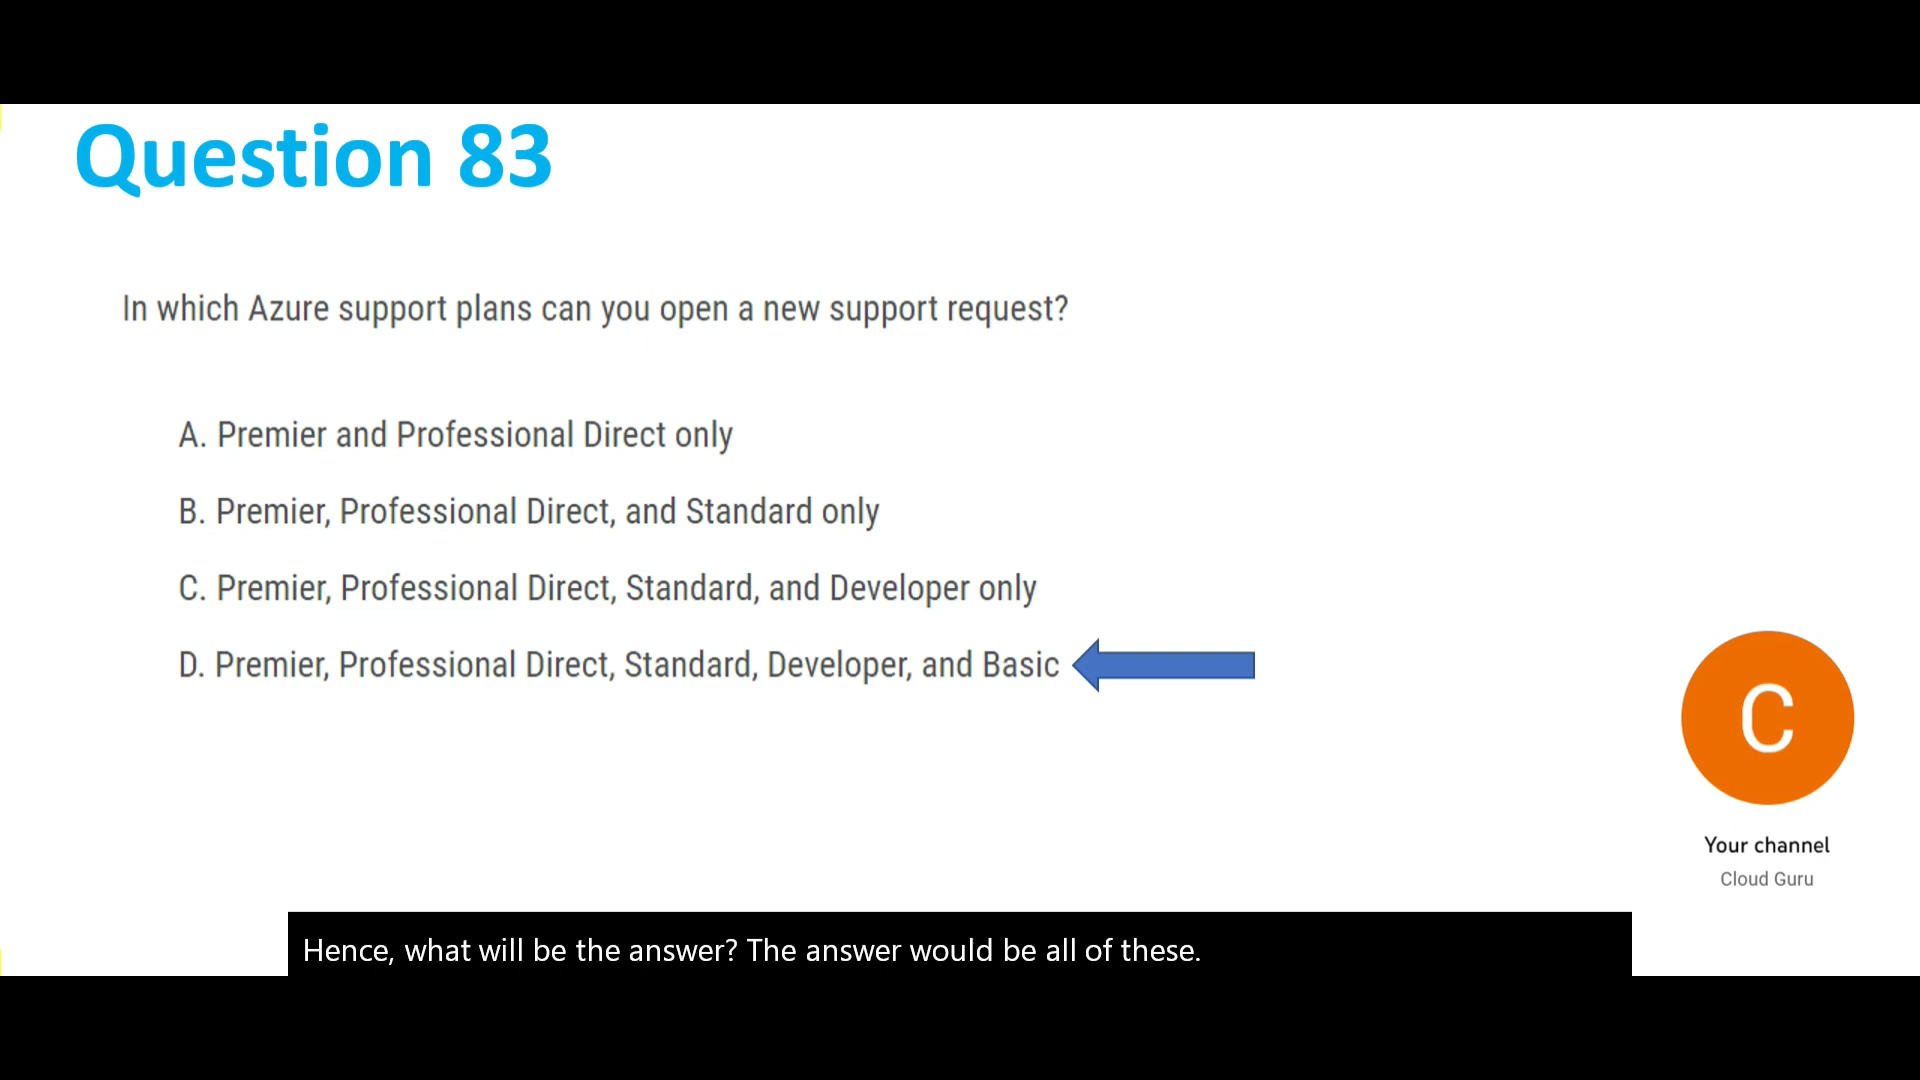 Question 83
In which Azure support plans can you open a new support request?
A. Premier and Professional Direct only
B. Premier, Professional Direct, and Standard only
C. Premier, Professional Direct, Standard, and Developer only
D. Premier, Professional Direct, Standard, Developer, and Basic
C
Your channel
Cloud Guru
Hence, what will be the answer? The answer would be all of these.